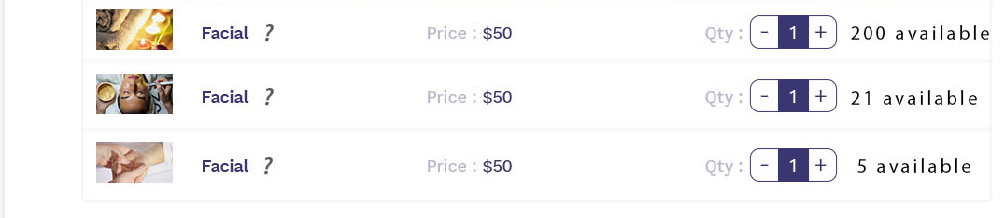 Facial ? Price : $50 Qty : - 1 + 200 available
Facial ? Price : $50 Qty : - 1 + 21 available
Facial ? Price : $50 Qty : - 1 + 5 available